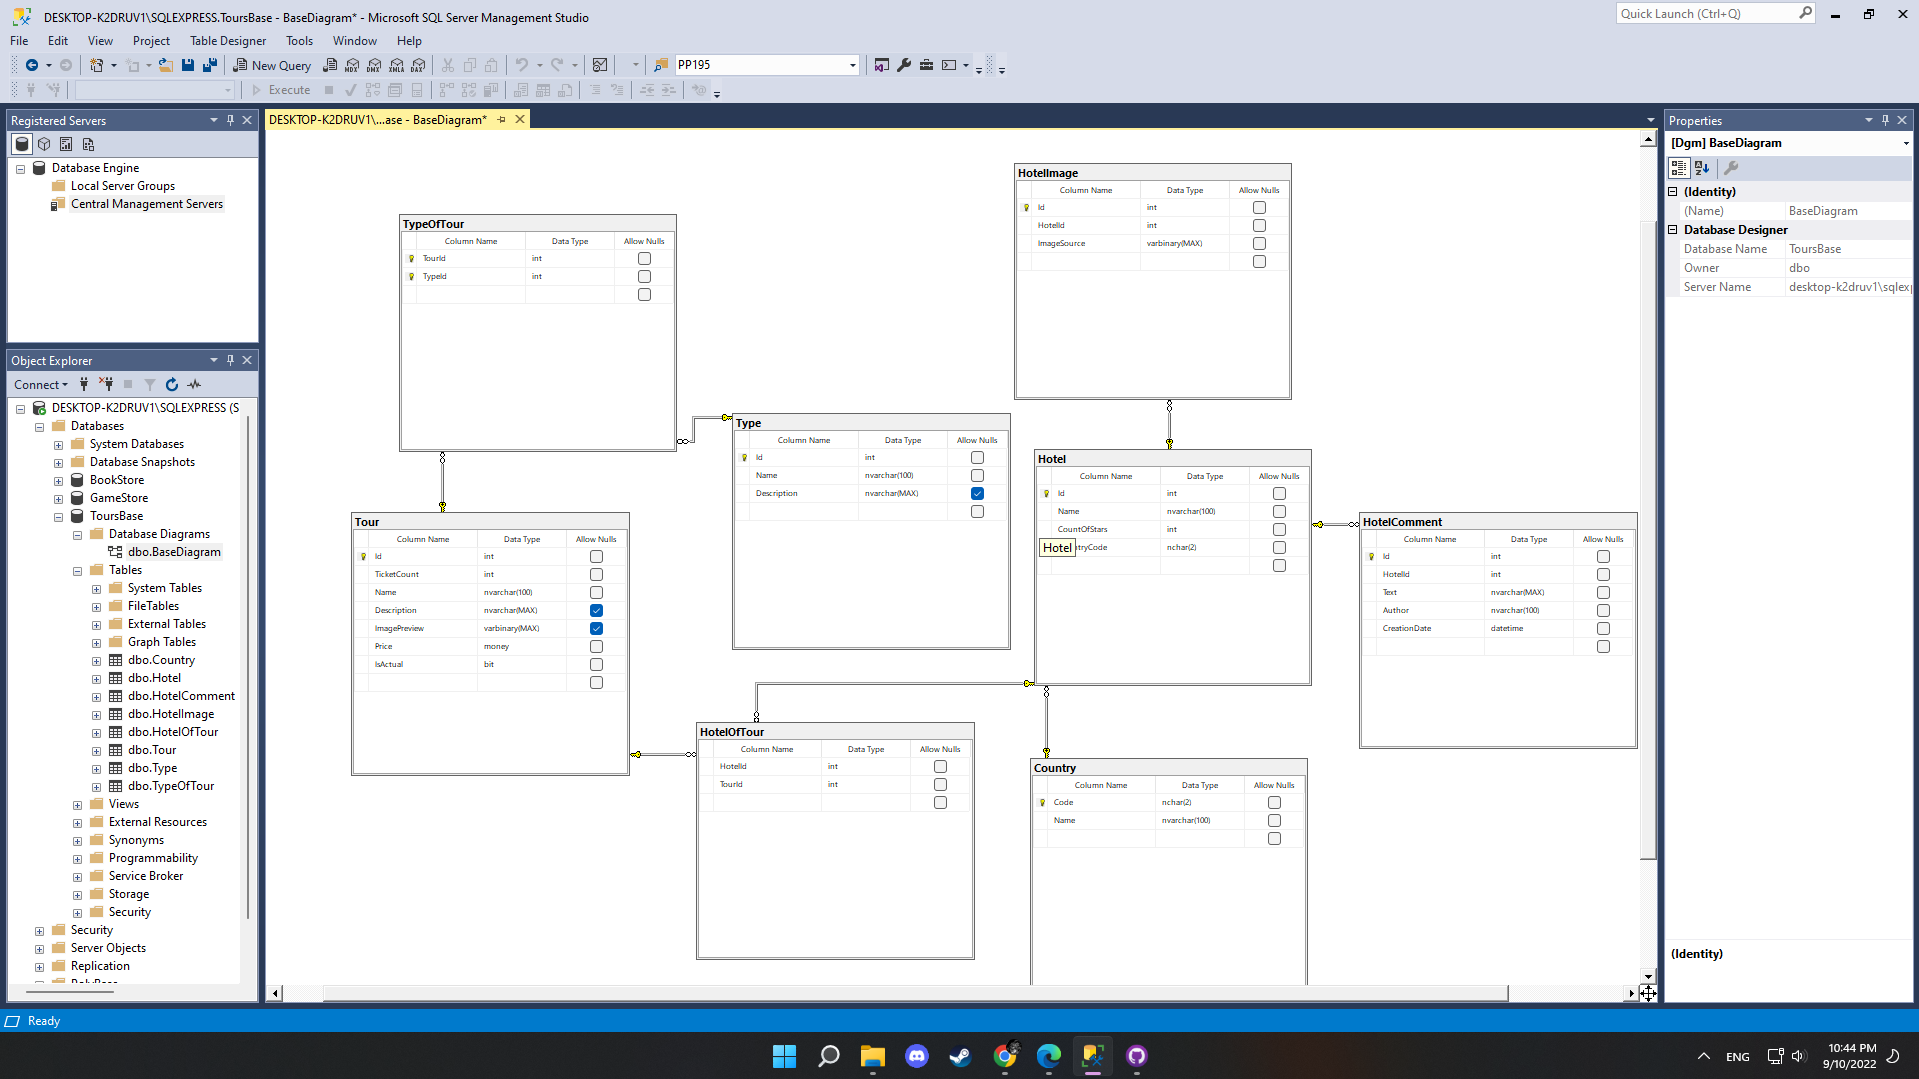 DESKTOP-K2DRUV1\SQLEXPRESS.ToursBase - BaseDiagram* - Microsoft SQL Server Management Studio
Quick Launch (Ctrl+Q)
File Edit View Project Table Designer Tools Window Help
New Query MDX DMX XMLA DAX PP195
Execute
Registered Servers
Database Engine
Local Server Groups
Central Management Servers
Object Explorer
Connect
DESKTOP-K2DRUV1\SQLEXPRESS (S
Databases
System Databases
Database Snapshots
BookStore
GameStore
ToursBase
Database Diagrams
dbo.BaseDiagram
Tables
System Tables
FileTables
External Tables
Graph Tables
dbo.Country
dbo.Hotel
dbo.HotelComment
dbo.HotelImage
dbo.HotelOfTour
dbo.Tour
dbo.Type
dbo.TypeOfTour
Views
External Resources
Synonyms
Programmability
Service Broker
Storage
Security
Security
Server Objects
Replication
DESKTOP-K2DRUV1\...ase - BaseDiagram*
TypeOfTour
Column Name Data Type Allow Nulls
TourId int
TypeId int
HotelImage
Column Name Data Type Allow Nulls
Id int
HotelId int
ImageSource varbinary(MAX)
Type
Column Name Data Type Allow Nulls
Id int
Name nvarchar(100)
Description nvarchar(MAX)
Hotel
Column Name Data Type Allow Nulls
Id int
Name nvarchar(100)
CountOfStars int
Hotel
ntryCode nchar(2)
Tour
Column Name Data Type Allow Nulls
Id int
TicketCount int
Name nvarchar(100)
Description nvarchar(MAX)
ImagePreview varbinary(MAX)
Price money
IsActual bit
HotelComment
Column Name Data Type Allow Nulls
Id int
HotelId int
Text nvarchar(MAX)
Author nvarchar(100)
CreationDate datetime
HotelOfTour
Column Name Data Type Allow Nulls
HotelId int
TourId int
Country
Column Name Data Type Allow Nulls
Code nchar(2)
Name nvarchar(100)
Properties
[Dgm] BaseDiagram
(Identity)
(Name) BaseDiagram
Database Designer
Database Name ToursBase
Owner dbo
Server Name desktop-k2druv1\sqlexp
(Identity)
Ready
ENG
10:44 PM
9/10/2022